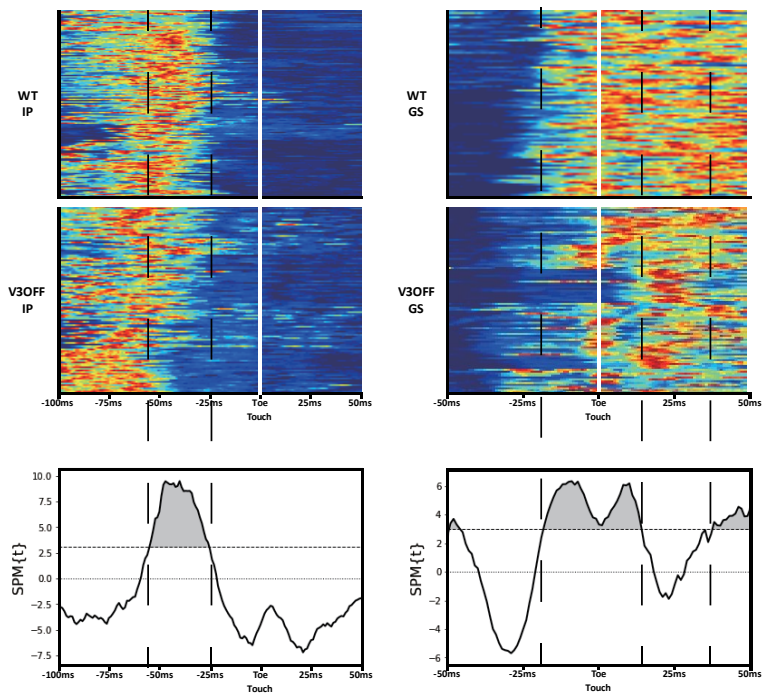 WT
IP
WT
GS
V3OFF
IP
V3OFF
GS
-100ms -75ms -50ms -25ms Toe 25ms 50ms
Touch
-50ms -25ms Toe 25ms 50ms
Touch
SPM{t}
10.0
7.5
5.0
2.5
0.0
-2.5
-5.0
-7.5
-100ms -75ms -50ms -25ms Toe 25ms 50ms
Touch
SPM{t}
6
4
2
0
-2
-4
-6
-50ms -25ms Toe 25ms 50ms
Touch